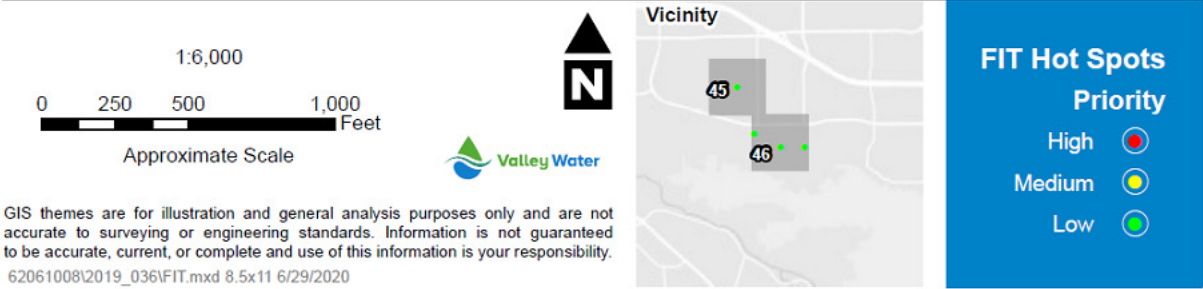 1:6,000
0 250 500 1,000
Feet
Approximate Scale
N
Valley Water
GIS themes are for illustration and general analysis purposes only and are not
accurate to surveying or engineering standards. Information is not guaranteed
to be accurate, current, or complete and use of this information is your responsibility.
62061008\2019_036\FIT.mxd 8.5x11 6/29/2020
Vicinity
45
46
FIT Hot Spots
Priority
High
Medium
Low